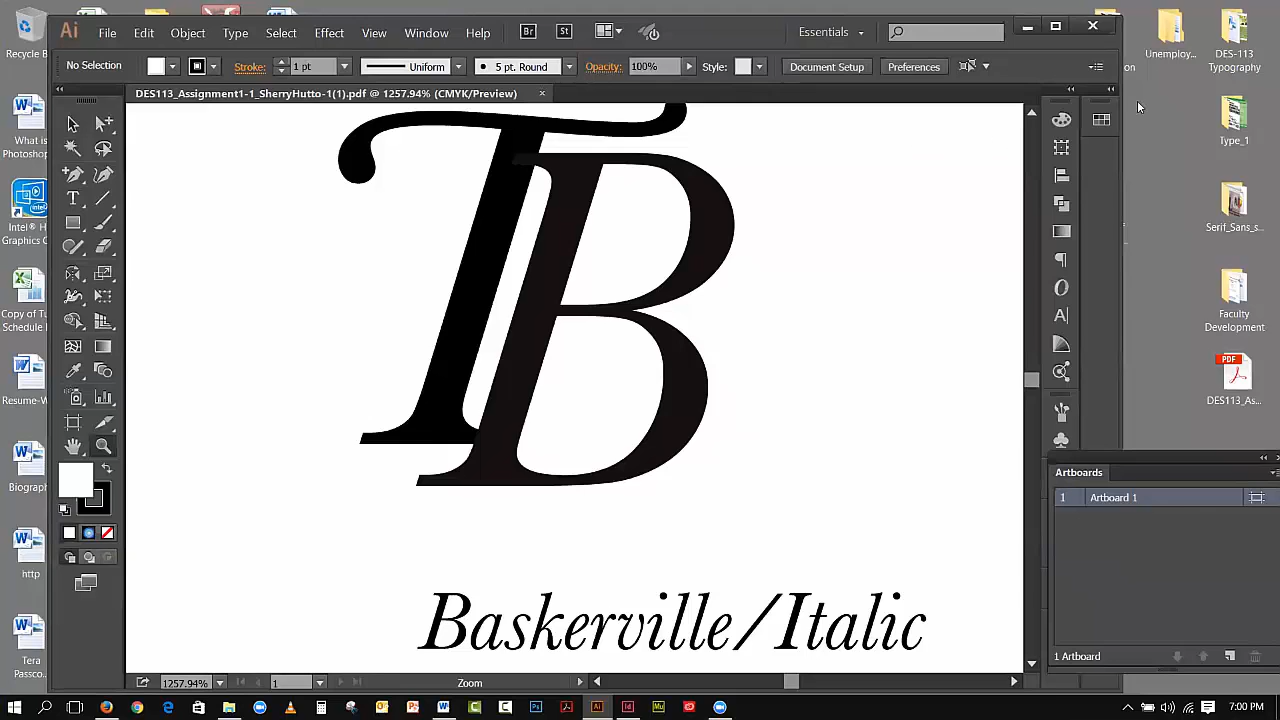 Recycle B
What is
Photosho
Intel® H
Graphics C
Copy of Tu
Schedule
Resume-W
Biograp
http
Tera
Passco
Ai
File
Edit
Object
Type
Select
Effect
View
Window
Help
Br
St
Essentials
No Selection
Stroke:
1 pt
Uniform
5 pt. Round
Opacity:
100%
Style:
Document Setup
Preferences
DES113_Assignment1-1_SherryHutto-1(1).pdf @ 1257.94% (CMYK/Preview)
TB
Baskerville/Italic
1257.94%
1
Zoom
Artboards
1 Artboard 1
1 Artboard
Unemploy...
on
DES-113
Typography
Type_1
Serif_Sans_s...
Faculty
Development
PDF
DES113_As...
7:00 PM